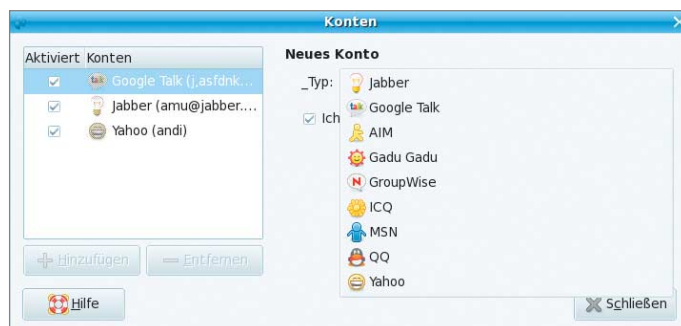 Konten
Aktiviert Konten
Google Talk (j,asfdnk...
Jabber (amu@jabber....
Yahoo (andi)
Hinzufügen
Entfernen
Neues Konto
_Typ:
Ich
Jabber
talk Google Talk
AIM
Gadu Gadu
N GroupWise
ICQ
MSN
QQ
Yahoo
Hilfe
Schließen